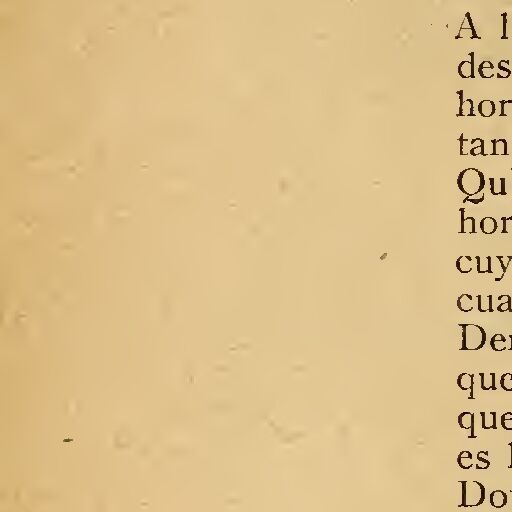 A l
des
hor
tan
Qu
hor
cuy
cua
Der
que
que
es l
Do